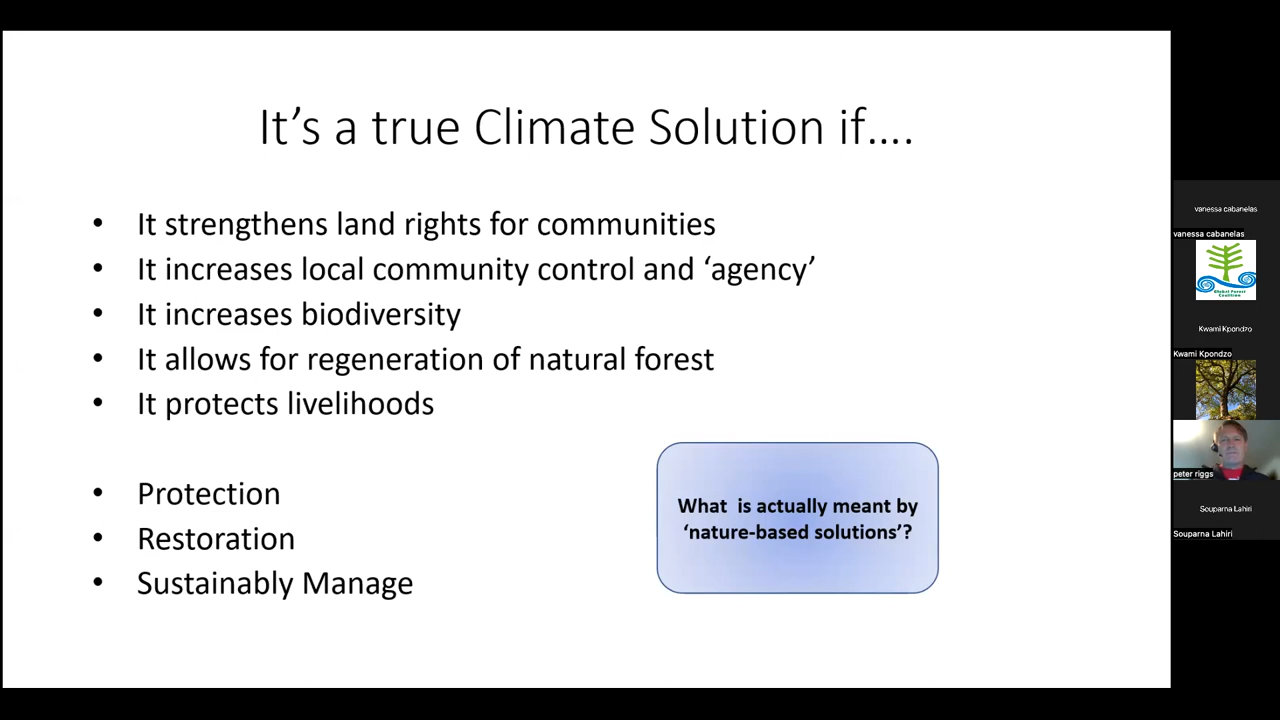 It's a true Climate Solution if....
• It strengthens land rights for communities
• It increases local community control and 'agency'
• It increases biodiversity
• It allows for regeneration of natural forest
• It protects livelihoods
• Protection
• Restoration
• Sustainably Manage
What is actually meant by
'nature-based solutions'?
vanessa cabanelas
vanessa cabanelas
Global Forest
Coalition
Kwami Kpondzo
Kwami Kpondzo
peter riggs
Souparna Lahiri
Souparna Lahiri